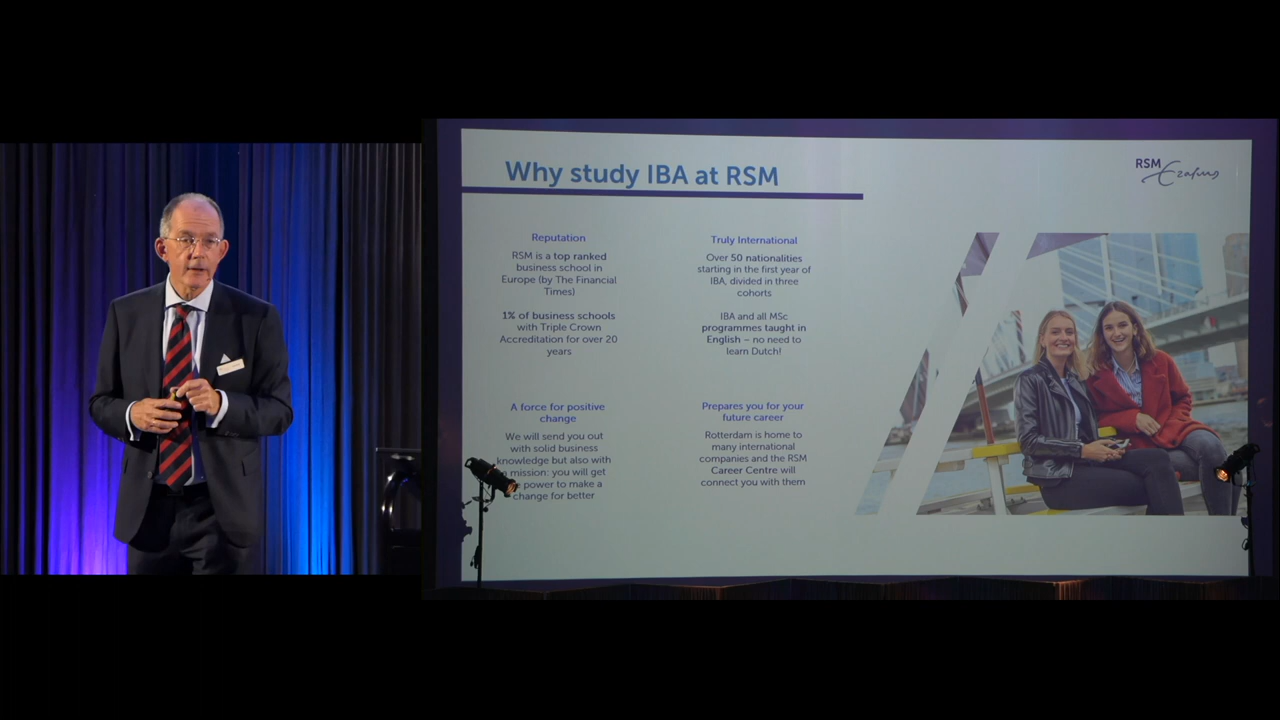 Why study IBA at RSM
RSM
Erasmus
Reputation
RSM is a top ranked
business school in
Europe (by The Financial
Times)
1% of business schools
with Triple Crown
Accreditation for over 20
years
Truly International
Over 50 nationalities
starting in the first year of
IBA, divided in three
cohorts
IBA and all MSc
programmes taught in
English – no need to
learn Dutch!
A force for positive
change
We will send you out
with solid business
knowledge but also with
mission: you will get
power to make a
change for better
Prepares you for your
future career
Rotterdam is home to
many international
companies and the RSM
Career Centre will
connect you with them